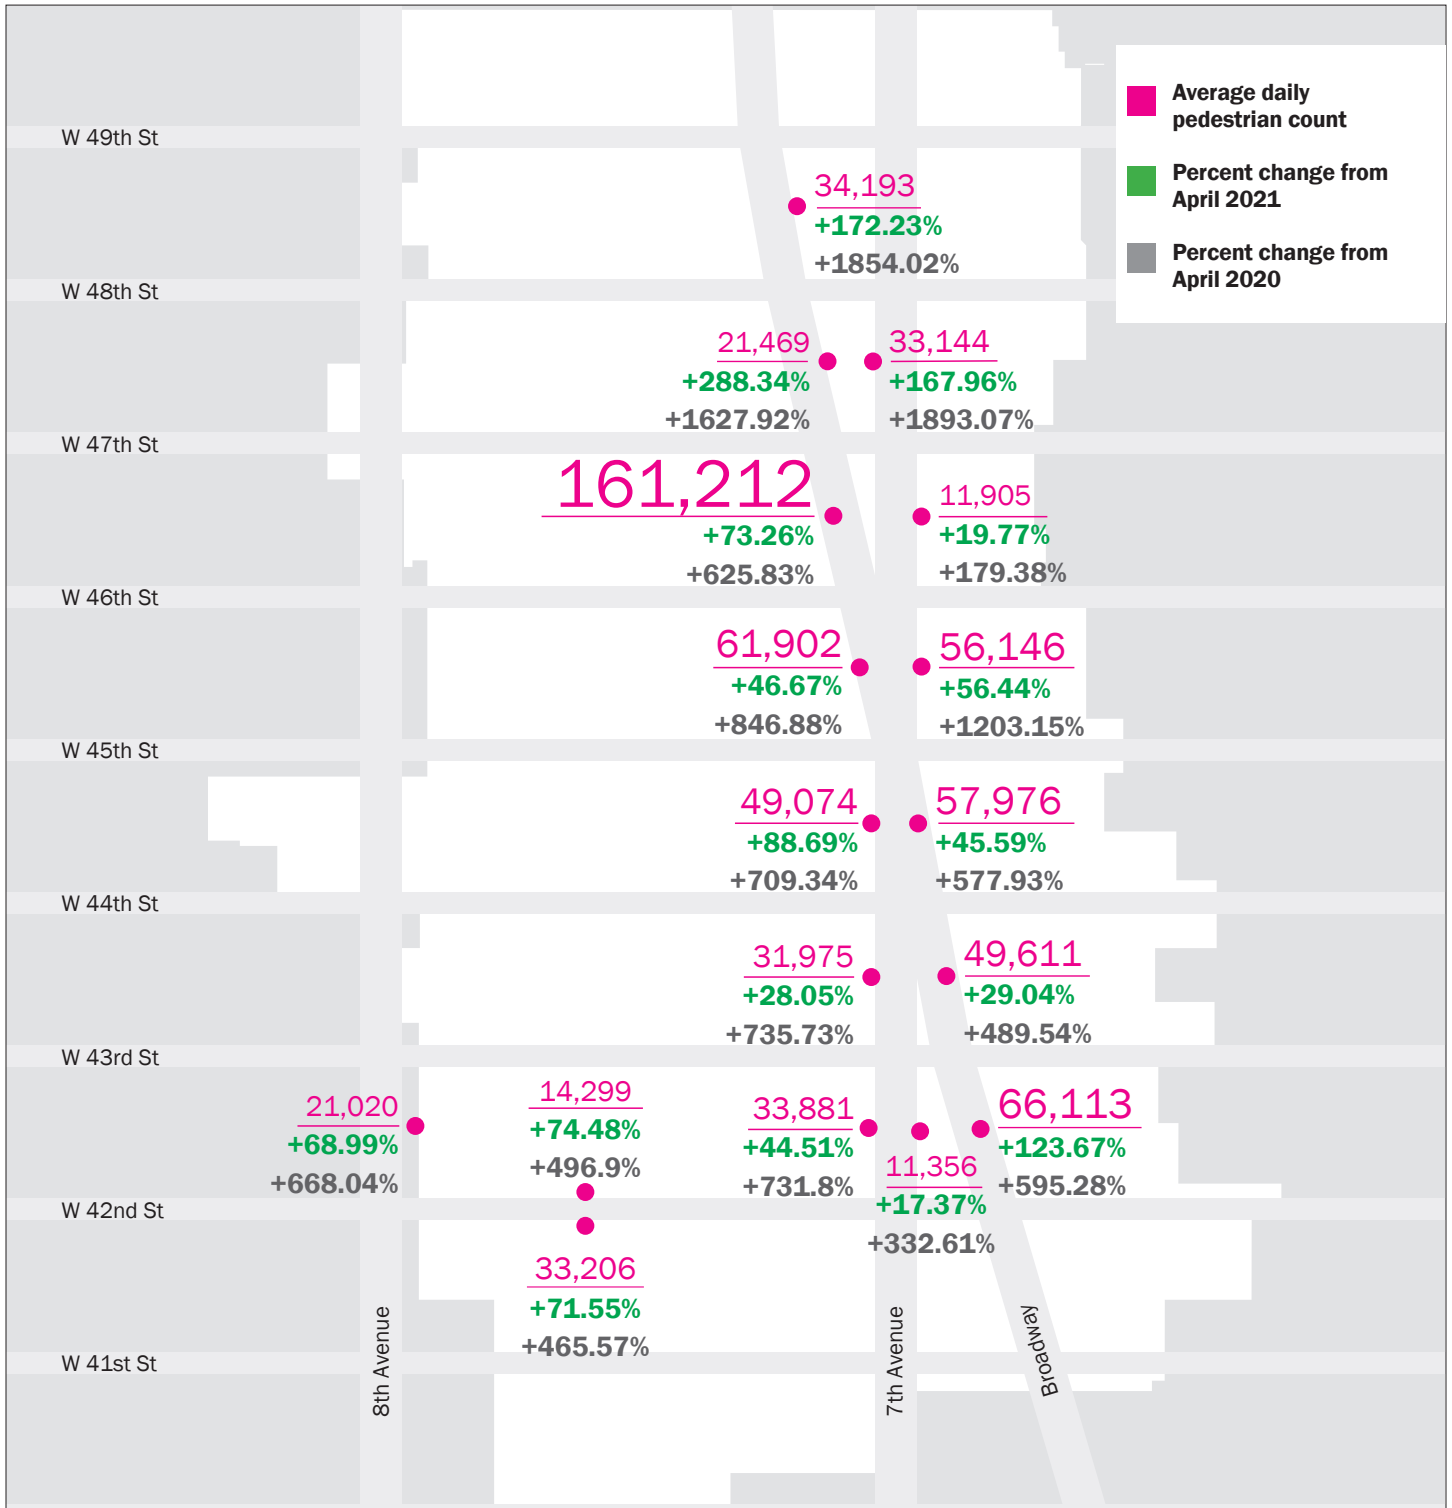 Average daily
pedestrian count
Percent change from
April 2021
Percent change from
April 2020
W 49th St
34,193
+172.23%
+1854.02%
W 48th St
21,469
+288.34%
+1627.92%
33,144
+167.96%
+1893.07%
W 47th St
161,212
+73.26%
+625.83%
11,905
+19.77%
+179.38%
W 46th St
61,902
+46.67%
+846.88%
56,146
+56.44%
+1203.15%
W 45th St
49,074
+88.69%
+709.34%
57,976
+45.59%
+577.93%
W 44th St
31,975
+28.05%
+735.73%
49,611
+29.04%
+489.54%
W 43rd St
21,020
+68.99%
+668.04%
14,299
+74.48%
+496.9%
33,881
+44.51%
+731.8%
11,356
+17.37%
+332.61%
66,113
+123.67%
+595.28%
W 42nd St
33,206
+71.55%
+465.57%
W 41st St
8th Avenue
7th Avenue
Broadway